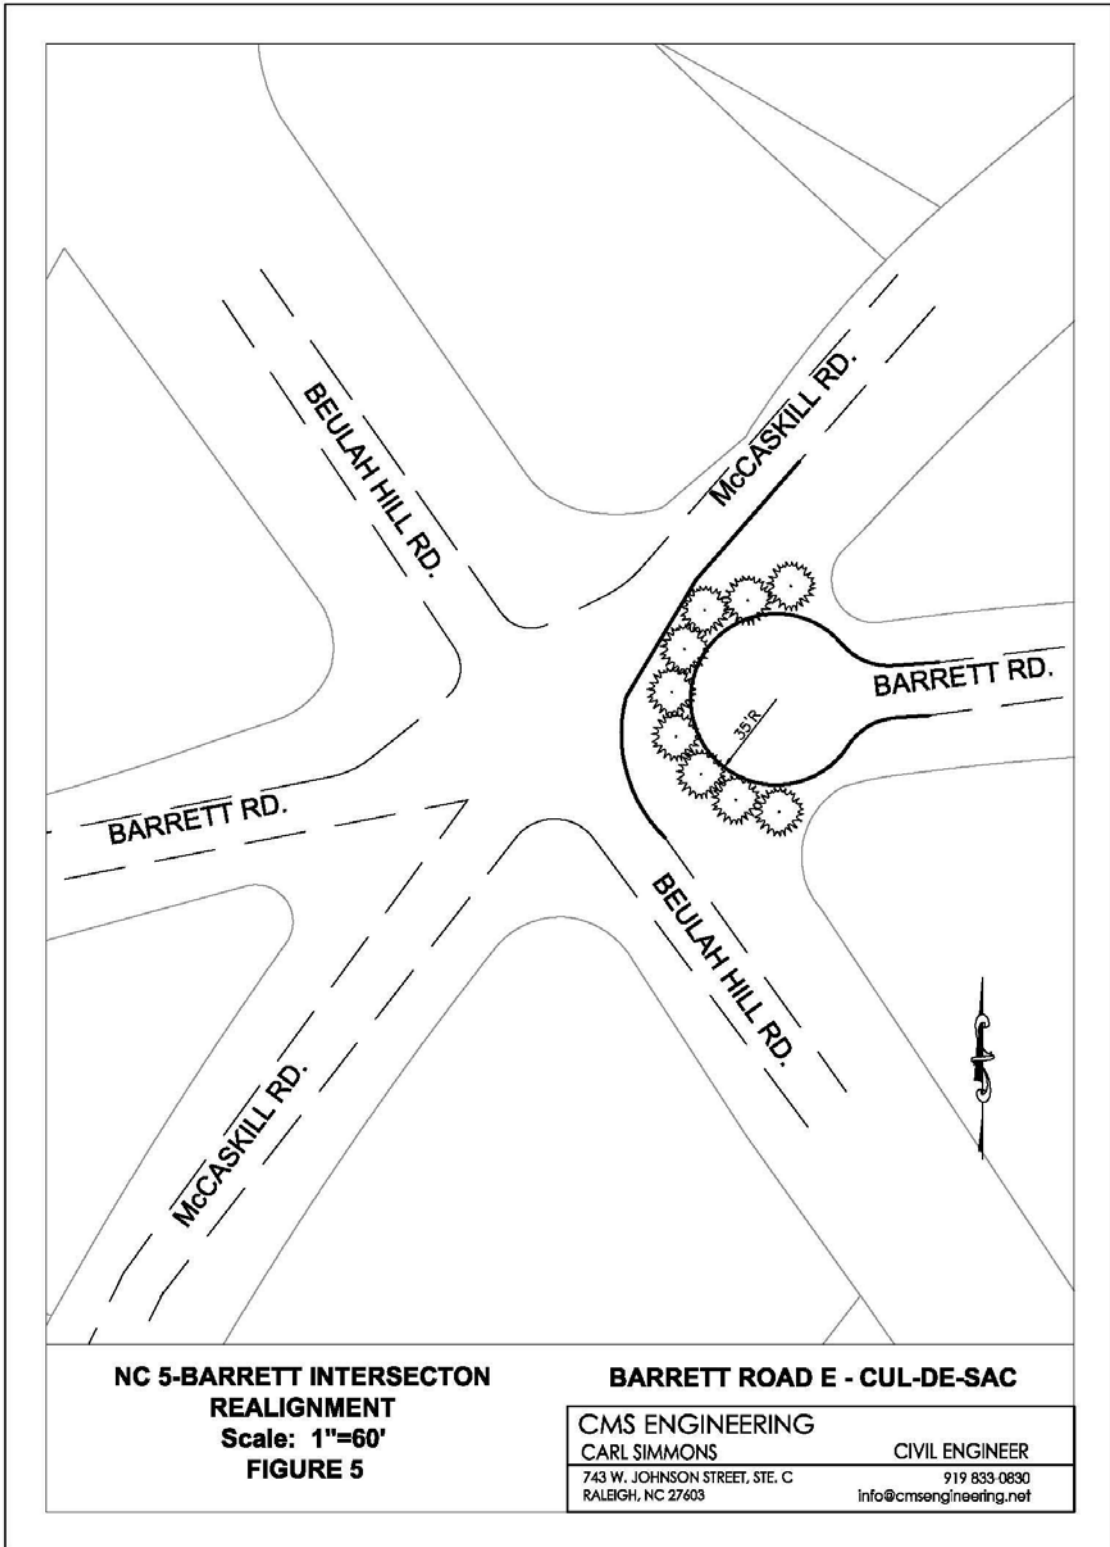 BEULAH HILL RD.
McCASKILL RD.
BARRETT RD.
35'R
BARRETT RD.
BEULAH HILL RD.
McCASKILL RD.
NC 5-BARRETT INTERSECTON
REALIGNMENT
Scale: 1"=60'
FIGURE 5
BARRETT ROAD E - CUL-DE-SAC
CMS ENGINEERING
CARL SIMMONS
CIVIL ENGINEER
743 W. JOHNSON STREET, STE. C
RALEIGH, NC 27603
919 833-0830
info@cmsengineering.net